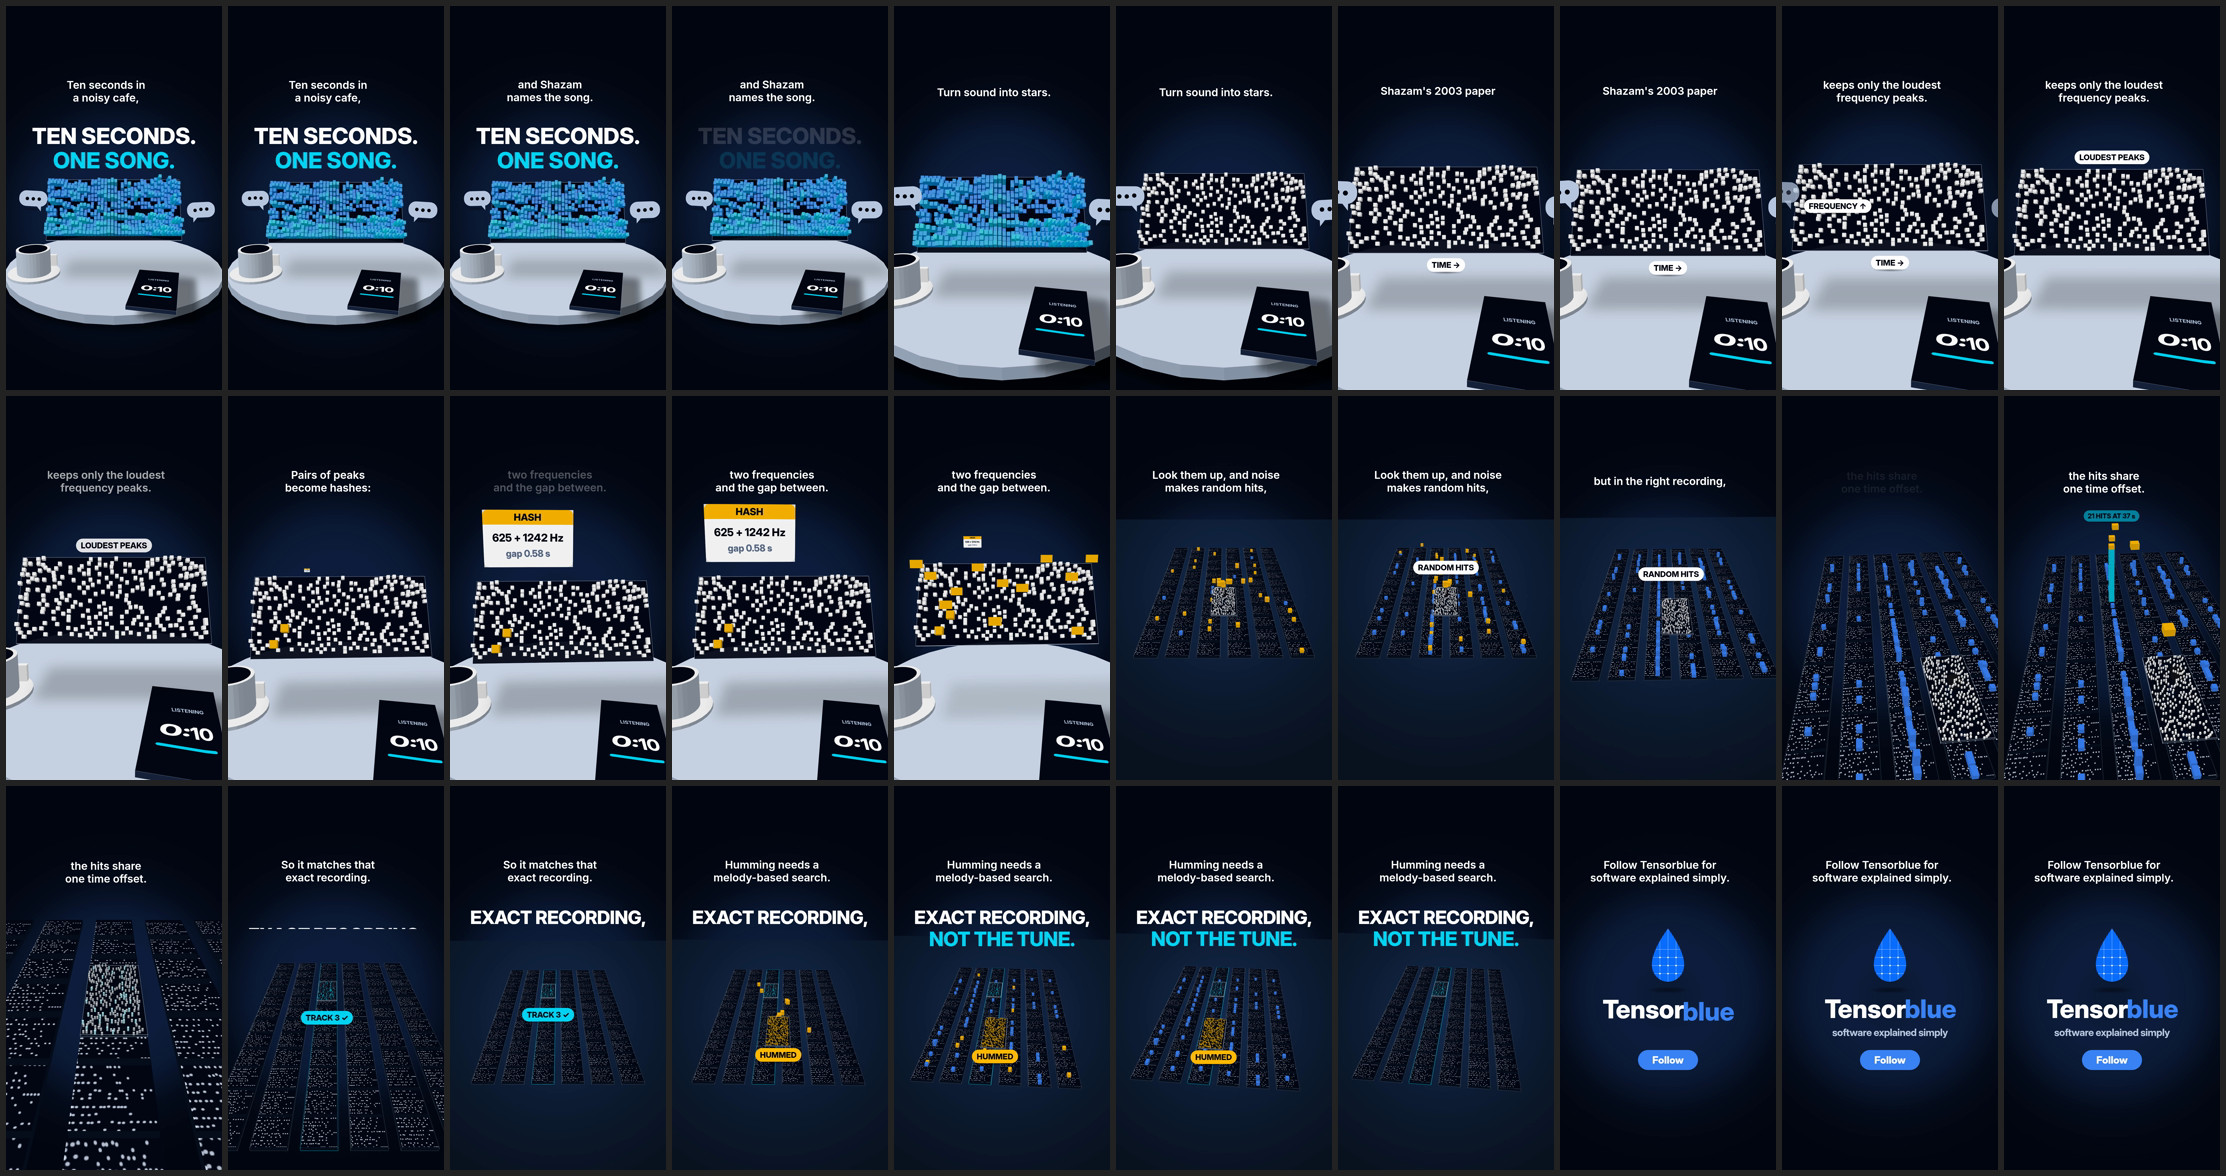 Ten seconds in
a noisy cafe,
TEN SECONDS.
ONE SONG.
LISTENING
0:10
Ten seconds in
a noisy cafe,
TEN SECONDS.
ONE SONG.
LISTENING
0:10
and Shazam
names the song.
TEN SECONDS.
ONE SONG.
LISTENING
0:10
and Shazam
names the song.
TEN SECONDS.
ONE SONG.
LISTENING
0:10
Turn sound into stars.
LISTENING
0:10
Turn sound into stars.
LISTENING
0:10
Shazam's 2003 paper
TIME →
LISTENING
0:10
Shazam's 2003 paper
TIME →
LISTENING
0:10
keeps only the loudest
frequency peaks.
FREQUENCY ↑
TIME →
LISTENING
0:10
keeps only the loudest
frequency peaks.
LOUDEST PEAKS
LISTENING
0:10
keeps only the loudest
frequency peaks.
LOUDEST PEAKS
LISTENING
0:10
Pairs of peaks
become hashes:
LISTENING
0:10
two frequencies
and the gap between.
HASH
625 + 1242 Hz
gap 0.58 s
LISTENING
0:10
two frequencies
and the gap between.
HASH
625 + 1242 Hz
gap 0.58 s
LISTENING
0:10
two frequencies
and the gap between.
LISTENING
0:10
Look them up, and noise
makes random hits,
Look them up, and noise
makes random hits,
RANDOM HITS
but in the right recording,
RANDOM HITS
the hits share
one time offset.
the hits share
one time offset.
21 HITS AT 37 s
the hits share
one time offset.
So it matches that
exact recording.
TRACK 3 ✓
So it matches that
exact recording.
EXACT RECORDING,
TRACK 3 ✓
Humming needs a
melody-based search.
EXACT RECORDING,
HUMMED
Humming needs a
melody-based search.
EXACT RECORDING,
NOT THE TUNE.
HUMMED
Humming needs a
melody-based search.
EXACT RECORDING,
NOT THE TUNE.
HUMMED
Humming needs a
melody-based search.
EXACT RECORDING,
NOT THE TUNE.
Follow Tensorblue for
software explained simply.
Tensorblue
Follow
Follow Tensorblue for
software explained simply.
Tensorblue
software explained simply
Follow
Follow Tensorblue for
software explained simply.
Tensorblue
software explained simply
Follow